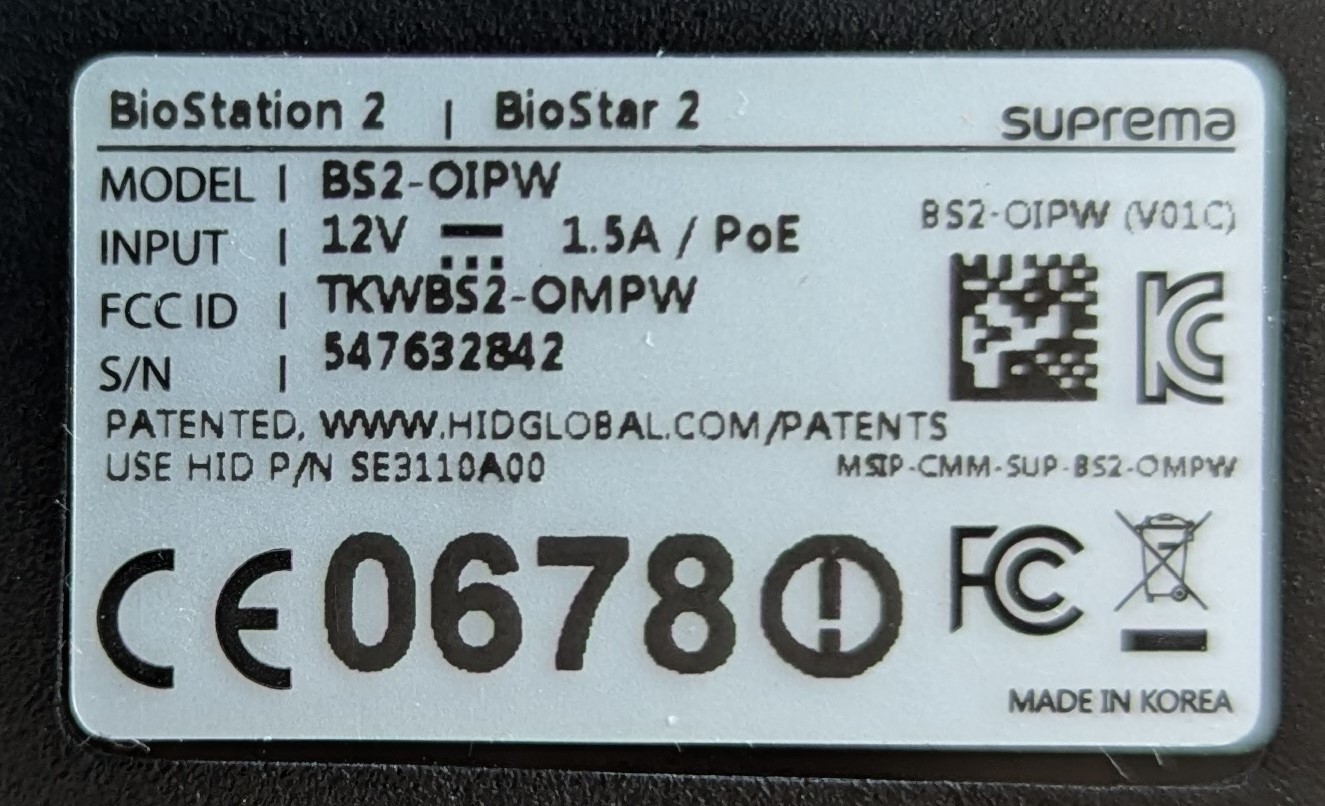 BioStation 2 | BioStar 2
suprema
MODEL | BS2-OIPW
INPUT | 12V ⎓ 1.5A / PoE
FCC ID | TKWBS2-OMPW
S/N | 547632842
BS2-OIPW (V01C)
PATENTED, WWW.HIDGLOBAL.COM/PATENTS
USE HID P/N SE3110A00
MSIP-CMM-SUP-BS2-OMPW
CE0678
FC
MADE IN KOREA